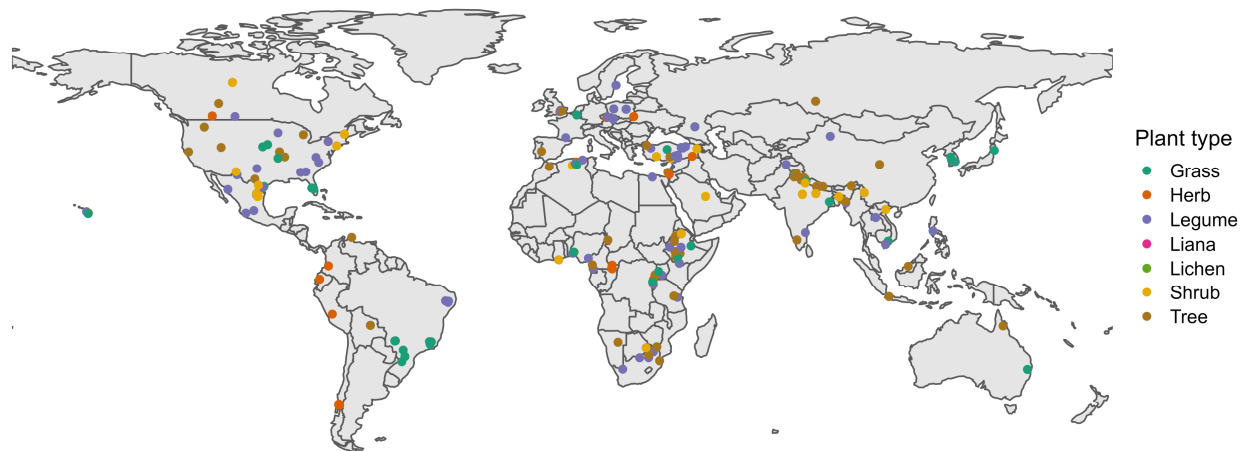 Plant type
Grass
Herb
Legume
Liana
Lichen
Shrub
Tree